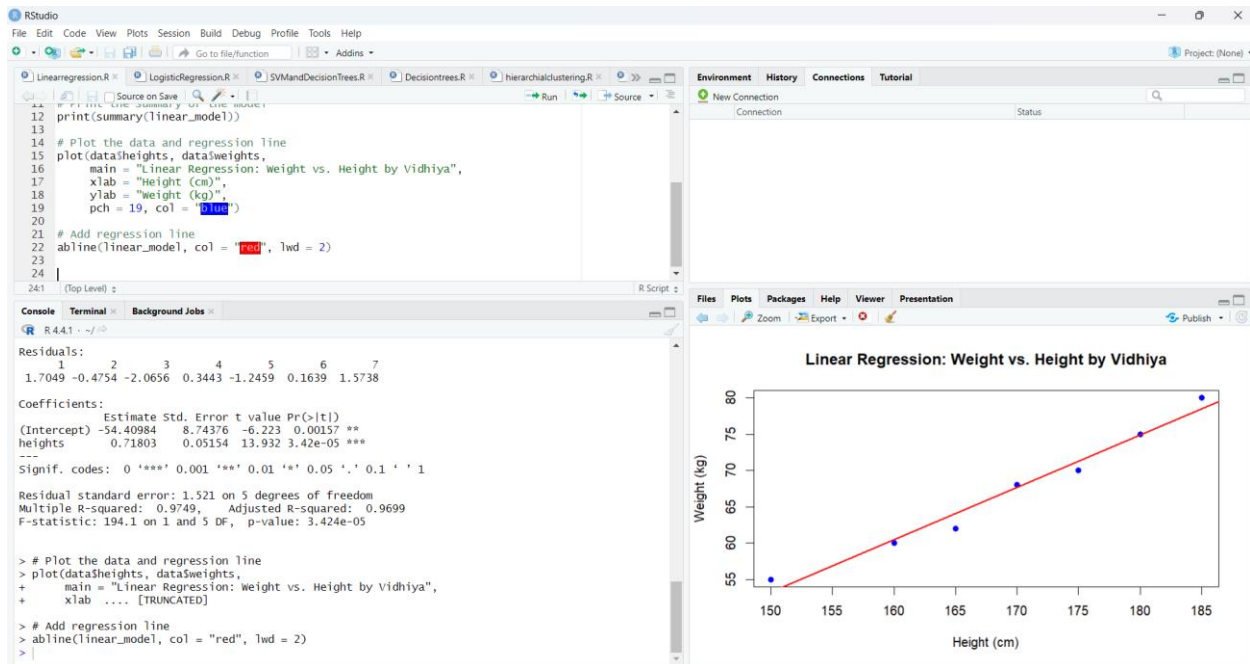 RStudio
File Edit Code View Plots Session Build Debug Profile Tools Help
Go to file/function Addins Project: (None)
Linearregression.R LogisticRegression.R SVMandDecisionTrees.R Decisiontrees.R hierarchialclustering.R
Source on Save Run Source
11 # Print the summary of the model
12 print(summary(linear_model))
13
14 # Plot the data and regression line
15 plot(data$heights, data$weights,
16 main = "Linear Regression: Weight vs. Height by Vidhiya",
17 xlab = "Height (cm)",
18 ylab = "Weight (kg)",
19 pch = 19, col = "blue")
20
21 # Add regression line
22 abline(linear_model, col = "red", lwd = 2)
23
24
24:1 (Top Level) R Script
Console Terminal Background Jobs
R 4.4.1 · ~/
Residuals:
1 2 3 4 5 6 7
1.7049 -0.4754 -2.0656 0.3443 -1.2459 0.1639 1.5738
Coefficients:
Estimate Std. Error t value Pr(>|t|)
(Intercept) -54.40984 8.74376 -6.223 0.00157 **
heights 0.71803 0.05154 13.932 3.42e-05 ***
---
Signif. codes: 0 ‘***’ 0.001 ‘**’ 0.01 ‘*’ 0.05 ‘.’ 0.1 ‘ ’ 1
Residual standard error: 1.521 on 5 degrees of freedom
Multiple R-squared: 0.9749, Adjusted R-squared: 0.9699
F-statistic: 194.1 on 1 and 5 DF, p-value: 3.424e-05
> # Plot the data and regression line
> plot(data$heights, data$weights,
+ main = "Linear Regression: Weight vs. Height by Vidhiya",
+ xlab .... [TRUNCATED]
> # Add regression line
> abline(linear_model, col = "red", lwd = 2)
>
Environment History Connections Tutorial
New Connection
Connection Status
Files Plots Packages Help Viewer Presentation
Zoom Export Publish
Linear Regression: Weight vs. Height by Vidhiya
Weight (kg)
80
75
70
65
60
55
150 155 160 165 170 175 180 185
Height (cm)